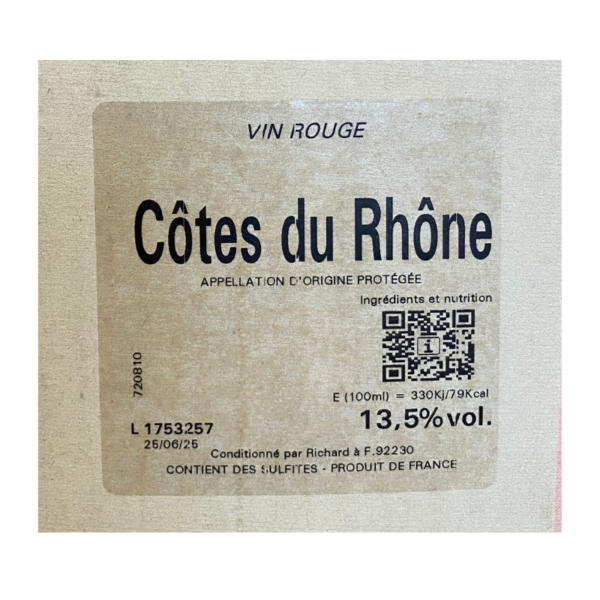 VIN ROUGE
Côtes du Rhône
APPELLATION D'ORIGINE PROTÉGÉE
Ingrédients et nutrition
i
720810
E (100ml) = 330Kj/79Kcal
13,5% vol.
L 1753257
25/06/25
Conditionné par Richard à F.92230
CONTIENT DES SULFITES - PRODUIT DE FRANCE